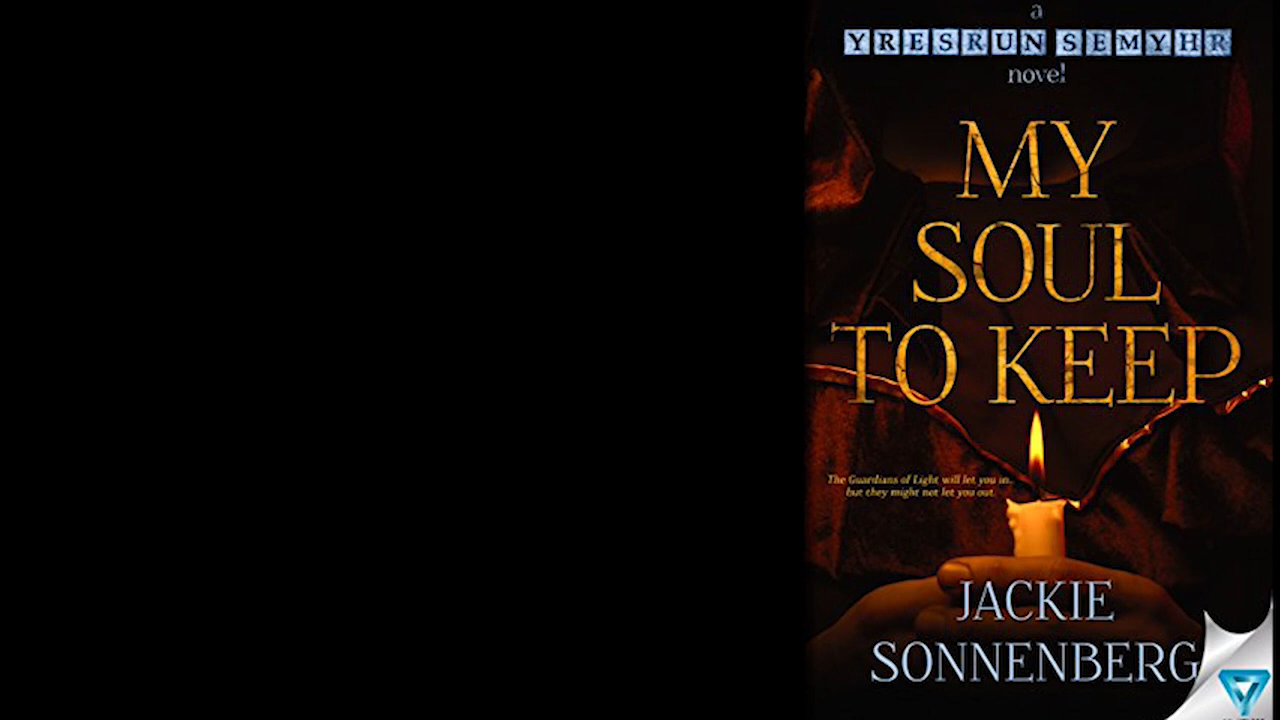 a
YRESRUN SEMYHR
novel
MY
SOUL
TO KEEP
The Guardians of Light will let you in..
but they might not let you out.
JACKIE
SONNENBERG